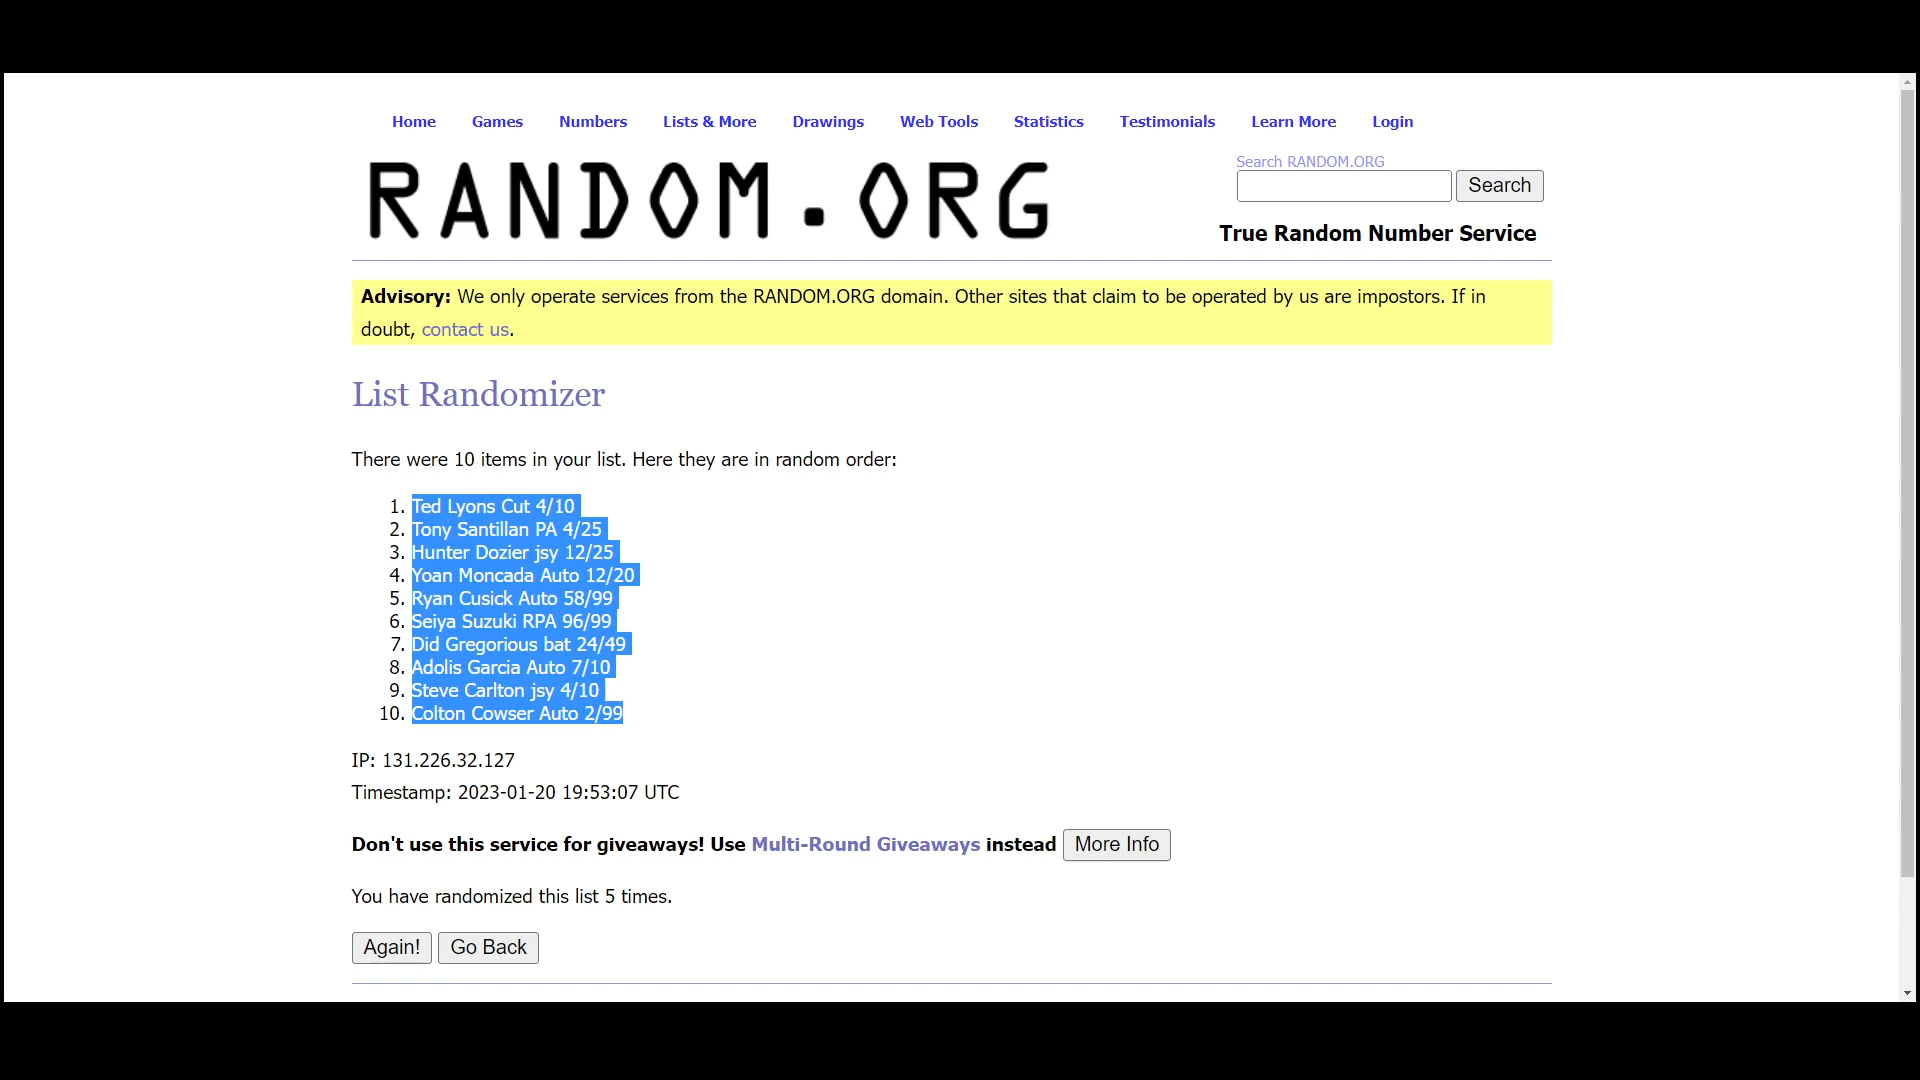 Home Games Numbers Lists & More Drawings Web Tools Statistics Testimonials Learn More Login
RANDOM.ORG
Search RANDOM.ORG
Search
True Random Number Service
Advisory: We only operate services from the RANDOM.ORG domain. Other sites that claim to be operated by us are impostors. If in
doubt, contact us.
List Randomizer
There were 10 items in your list. Here they are in random order:
1. Ted Lyons Cut 4/10
2. Tony Santillan PA 4/25
3. Hunter Dozier jsy 12/25
4. Yoan Moncada Auto 12/20
5. Ryan Cusick Auto 58/99
6. Seiya Suzuki RPA 96/99
7. Did Gregorious bat 24/49
8. Adolis Garcia Auto 7/10
9. Steve Carlton jsy 4/10
10. Colton Cowser Auto 2/99
IP: 131.226.32.127
Timestamp: 2023-01-20 19:53:07 UTC
Don't use this service for giveaways! Use Multi-Round Giveaways instead More Info
You have randomized this list 5 times.
Again! Go Back